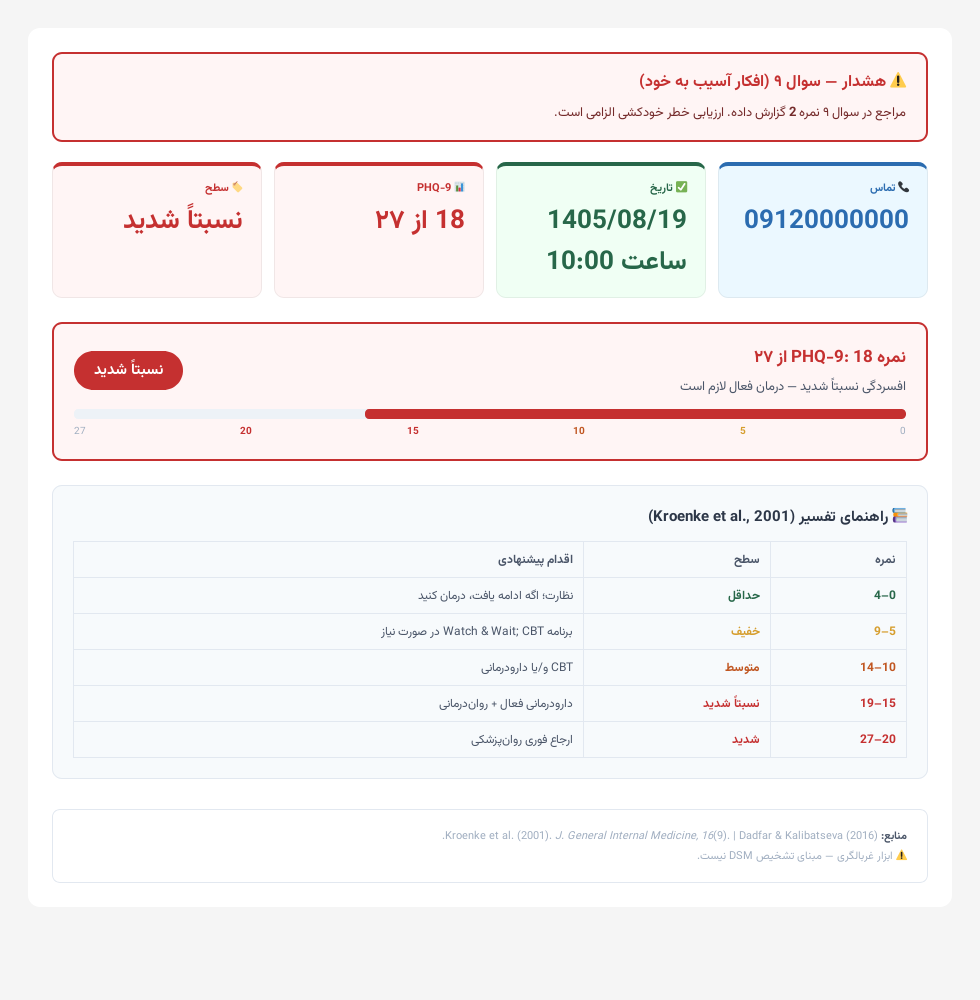 ⚠️ هشدار — سوال ۹ (افکار آسیب به خود)
مراجع در سوال ۹ نمره 2 گزارش داده. ارزیابی خطر خودکشی الزامی است.
📞 تماس
09120000000
✅ تاریخ
1405/08/19
ساعت 10:00
📊 PHQ-9
18 از ۲۷
🏷️ سطح
نسبتاً شدید
نمره PHQ-9: 18 از ۲۷
افسردگی نسبتاً شدید — درمان فعال لازم است
نسبتاً شدید
0 5 10 15 20 27
📚 راهنمای تفسیر (Kroenke et al., 2001)
نمره سطح اقدام پیشنهادی
0–4 حداقل نظارت؛ اگه ادامه یافت، درمان کنید
5–9 خفیف برنامه Watch & Wait; CBT در صورت نیاز
10–14 متوسط CBT و/یا دارودرمانی
15–19 نسبتاً شدید دارودرمانی فعال + روان‌درمانی
20–27 شدید ارجاع فوری روان‌پزشکی
منابع: Kroenke et al. (2001). J. General Internal Medicine, 16(9). | Dadfar & Kalibatseva (2016).
⚠️ ابزار غربالگری — مبنای تشخیص DSM نیست.